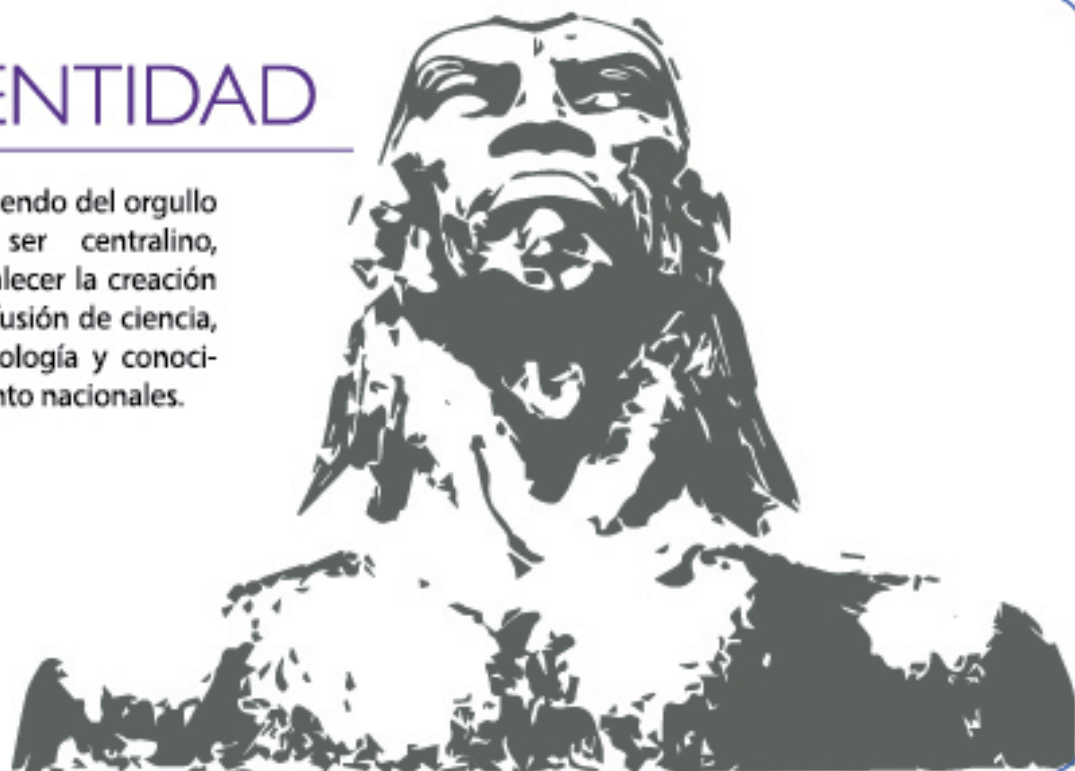 ENTIDAD
endo del orgullo
ser centralino,
lecer la creación
usión de ciencia,
ología y conoci-
nto nacionales.